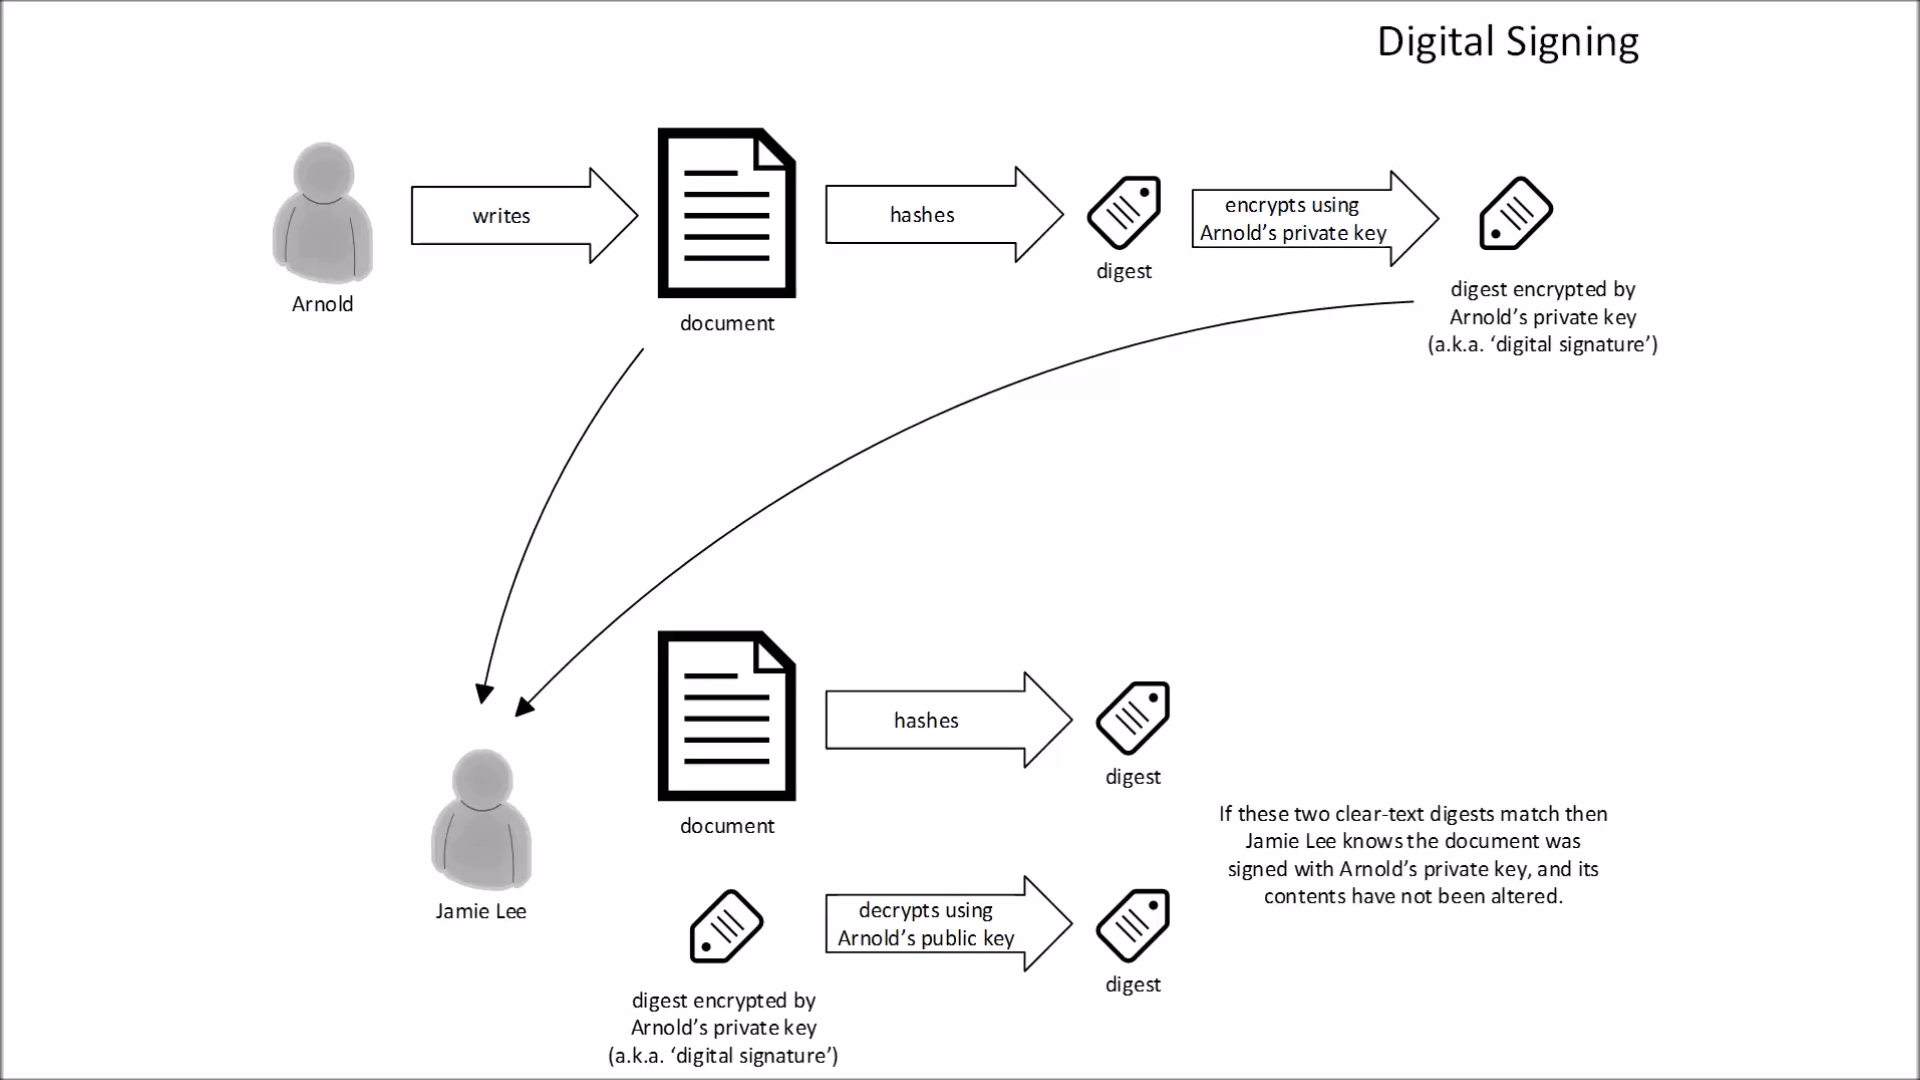 Digital Signing
writes
hashes
encrypts using
Arnold’s private key
Arnold
document
digest
digest encrypted by
Arnold’s private key
(a.k.a. ‘digital signature’)
hashes
document
digest
Jamie Lee
If these two clear-text digests match then
Jamie Lee knows the document was
signed with Arnold’s private key, and its
contents have not been altered.
decrypts using
Arnold’s public key
digest encrypted by
Arnold’s private key
(a.k.a. ‘digital signature’)
digest